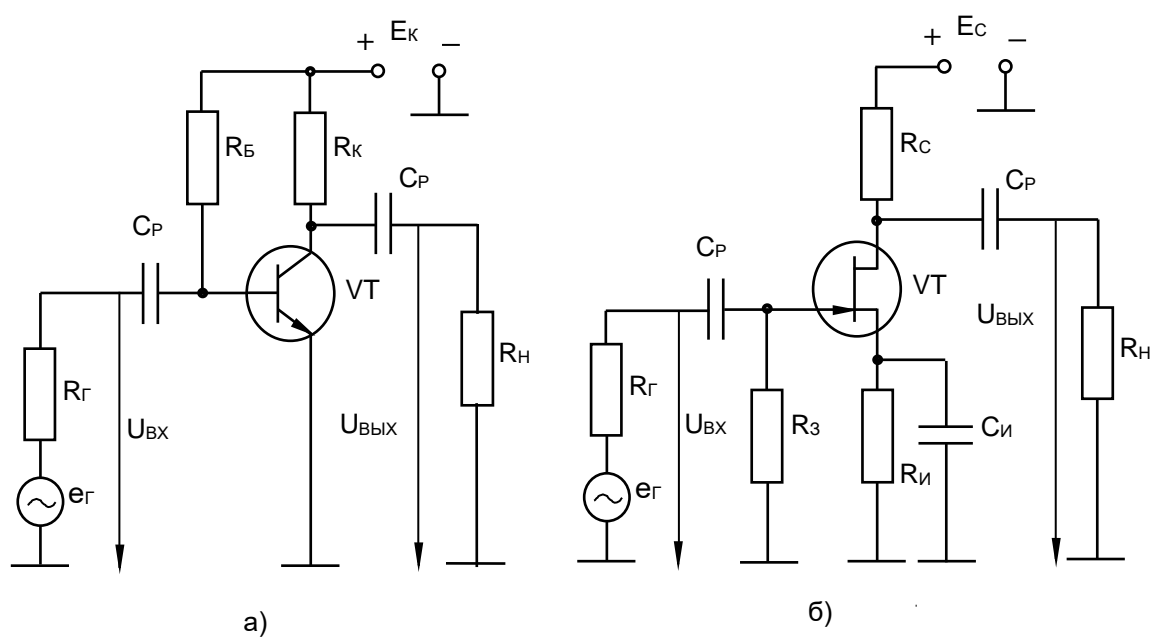 + Eк −
RБ
Rк
Cр
Cр
VT
Rг
Uвх
Uвых
Rн
eг
а)
+ Eс −
Rс
Cр
Cр
VT
Rг
Uвх
Rз
Rи
Cи
Uвых
Rн
eг
б)